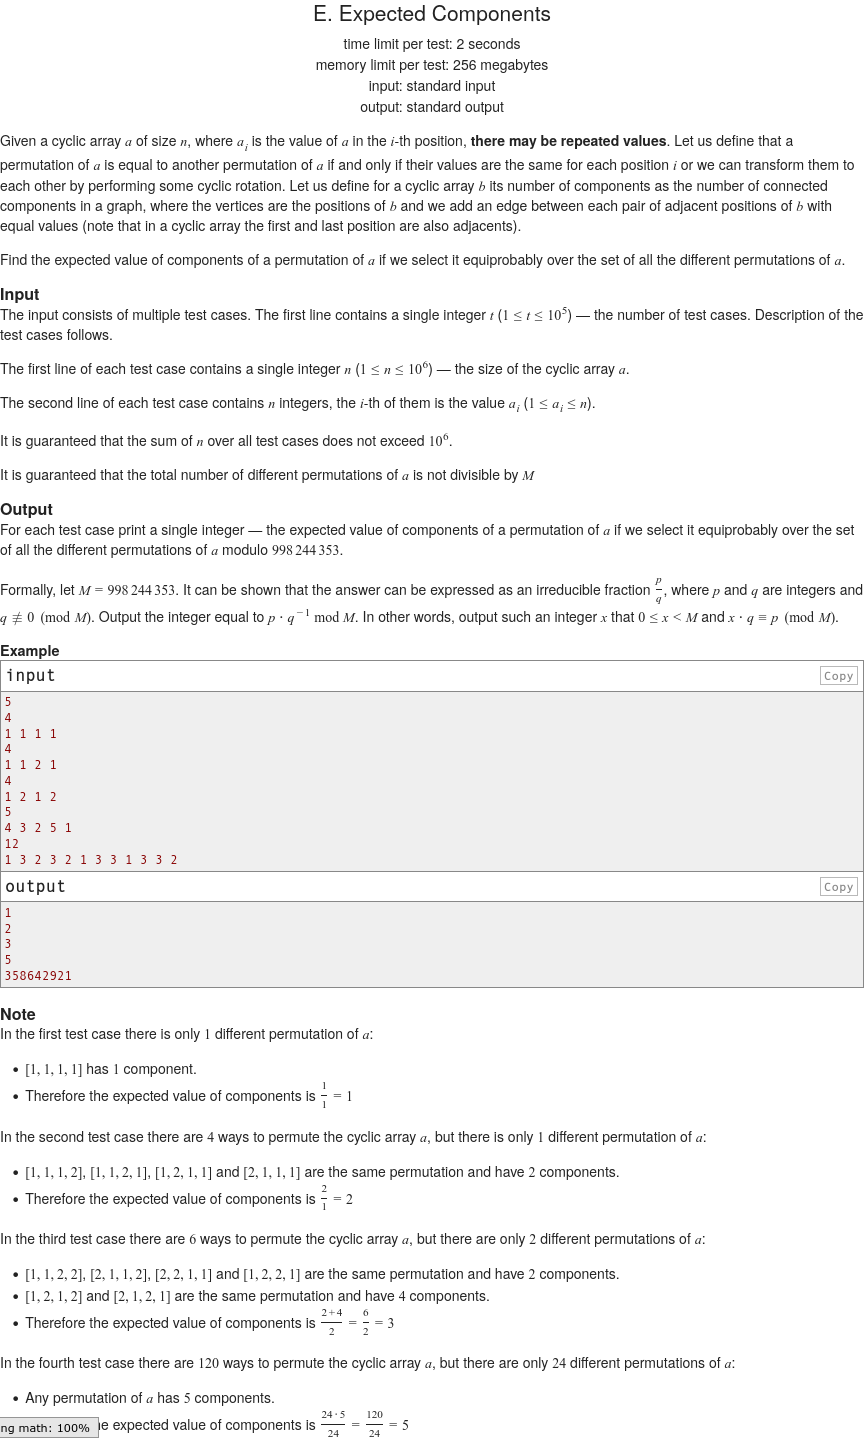 E. Expected Components
time limit per test: 2 seconds
memory limit per test: 256 megabytes
input: standard input
output: standard output
Given a cyclic array a of size n, where a_i is the value of a in the i-th position, there may be repeated values. Let us define that a
permutation of a is equal to another permutation of a if and only if their values are the same for each position i or we can transform them to
each other by performing some cyclic rotation. Let us define for a cyclic array b its number of components as the number of connected
components in a graph, where the vertices are the positions of b and we add an edge between each pair of adjacent positions of b with
equal values (note that in a cyclic array the first and last position are also adjacents).
Find the expected value of components of a permutation of a if we select it equiprobably over the set of all the different permutations of a.
Input
The input consists of multiple test cases. The first line contains a single integer t (1 ≤ t ≤ 10^5) — the number of test cases. Description of the
test cases follows.
The first line of each test case contains a single integer n (1 ≤ n ≤ 10^6) — the size of the cyclic array a.
The second line of each test case contains n integers, the i-th of them is the value a_i (1 ≤ a_i ≤ n).
It is guaranteed that the sum of n over all test cases does not exceed 10^6.
It is guaranteed that the total number of different permutations of a is not divisible by M
Output
For each test case print a single integer — the expected value of components of a permutation of a if we select it equiprobably over the set
of all the different permutations of a modulo 998 244 353.
Formally, let M = 998 244 353. It can be shown that the answer can be expressed as an irreducible fraction p/q, where p and q are integers and
q ≢ 0 (mod M). Output the integer equal to p · q^−1 mod M. In other words, output such an integer x that 0 ≤ x < M and x · q ≡ p (mod M).
Example
input Copy
5
4
1 1 1 1
4
1 1 2 1
4
1 2 1 2
5
4 3 2 5 1
12
1 3 2 3 2 1 3 3 1 3 3 2
output Copy
1
2
3
5
358642921
Note
In the first test case there is only 1 different permutation of a:
• [1, 1, 1, 1] has 1 component.
• Therefore the expected value of components is 1/1 = 1
In the second test case there are 4 ways to permute the cyclic array a, but there is only 1 different permutation of a:
• [1, 1, 1, 2], [1, 1, 2, 1], [1, 2, 1, 1] and [2, 1, 1, 1] are the same permutation and have 2 components.
• Therefore the expected value of components is 2/1 = 2
In the third test case there are 6 ways to permute the cyclic array a, but there are only 2 different permutations of a:
• [1, 1, 2, 2], [2, 1, 1, 2], [2, 2, 1, 1] and [1, 2, 2, 1] are the same permutation and have 2 components.
• [1, 2, 1, 2] and [2, 1, 2, 1] are the same permutation and have 4 components.
• Therefore the expected value of components is (2+4)/2 = 6/2 = 3
In the fourth test case there are 120 ways to permute the cyclic array a, but there are only 24 different permutations of a:
• Any permutation of a has 5 components.
ng math: 100% e expected value of components is (24·5)/24 = 120/24 = 5